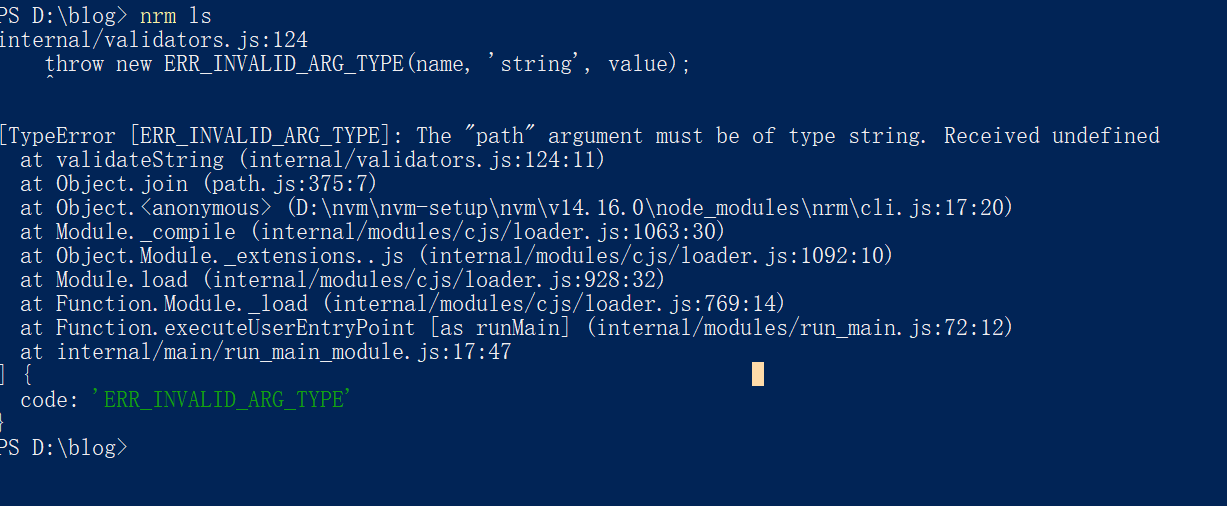 PS D:\blog> nrm ls
internal/validators.js:124
    throw new ERR_INVALID_ARG_TYPE(name, 'string', value);
    ^
[TypeError [ERR_INVALID_ARG_TYPE]: The "path" argument must be of type string. Received undefined
  at validateString (internal/validators.js:124:11)
  at Object.join (path.js:375:7)
  at Object.<anonymous> (D:\nvm\nvm-setup\nvm\v14.16.0\node_modules\nrm\cli.js:17:20)
  at Module._compile (internal/modules/cjs/loader.js:1063:30)
  at Object.Module._extensions..js (internal/modules/cjs/loader.js:1092:10)
  at Module.load (internal/modules/cjs/loader.js:928:32)
  at Function.Module._load (internal/modules/cjs/loader.js:769:14)
  at Function.executeUserEntryPoint [as runMain] (internal/modules/run_main.js:72:12)
  at internal/main/run_main_module.js:17:47
] {
  code: 'ERR_INVALID_ARG_TYPE'
}
PS D:\blog>